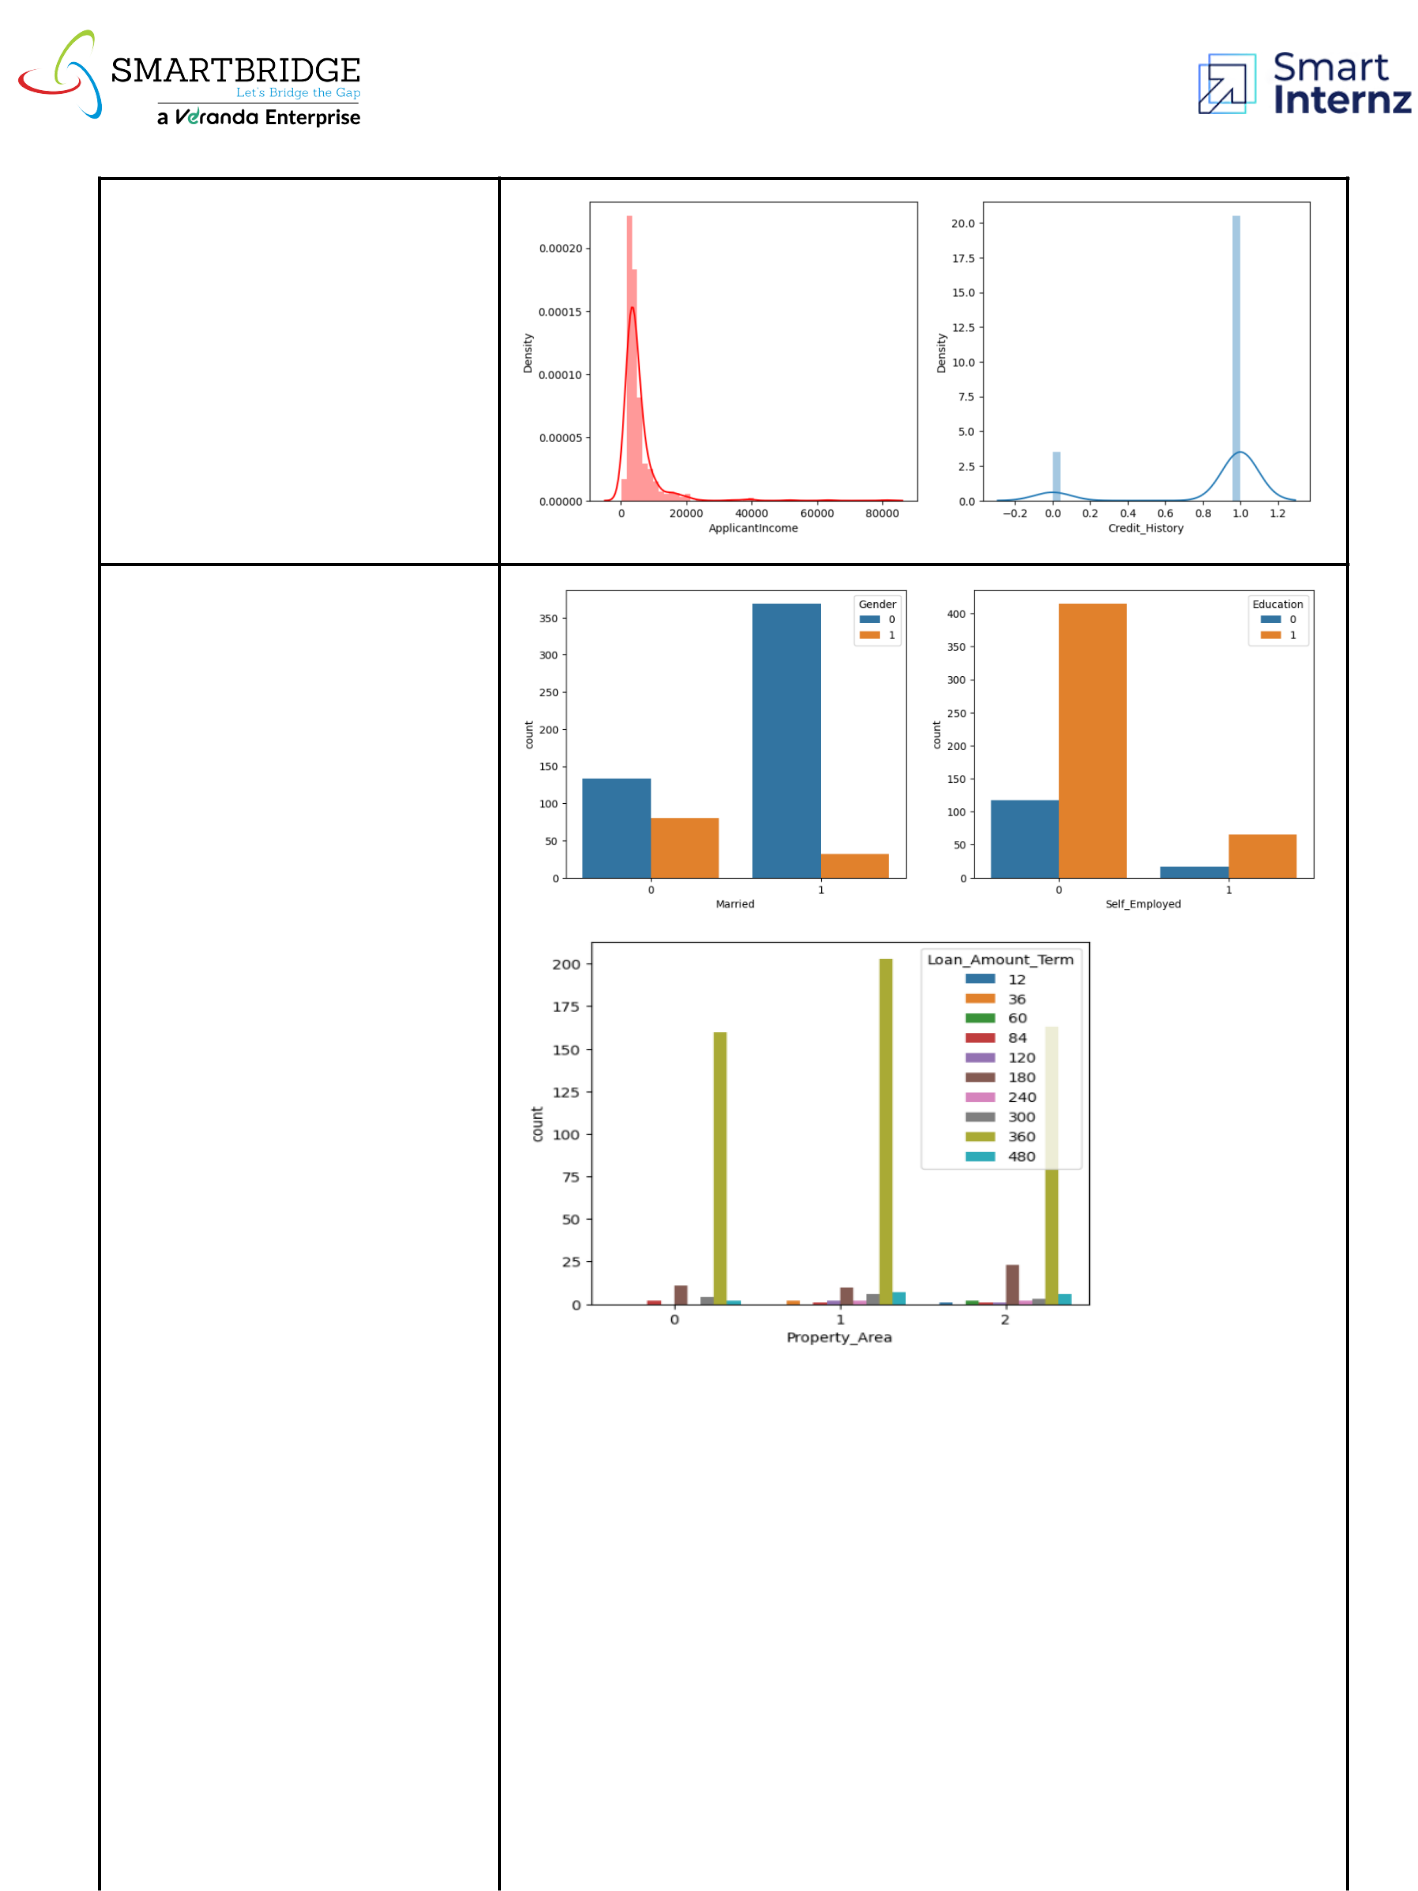 SMARTBRIDGE
Let's Bridge the Gap
a Veranda Enterprise
Smart
Internz
0.00020
0.00015
0.00010
0.00005
0.00000
Density
0 20000 40000 60000 80000
ApplicantIncome
20.0
17.5
15.0
12.5
10.0
7.5
5.0
2.5
0.0
Density
−0.2 0.0 0.2 0.4 0.6 0.8 1.0 1.2
Credit_History
350
300
250
200
150
100
50
0
count
Gender
0
1
0 1
Married
400
350
300
250
200
150
100
50
0
count
Education
0
1
0 1
Self_Employed
200
175
150
125
100
75
50
25
0
count
Loan_Amount_Term
12
36
60
84
120
180
240
300
360
480
0 1 2
Property_Area